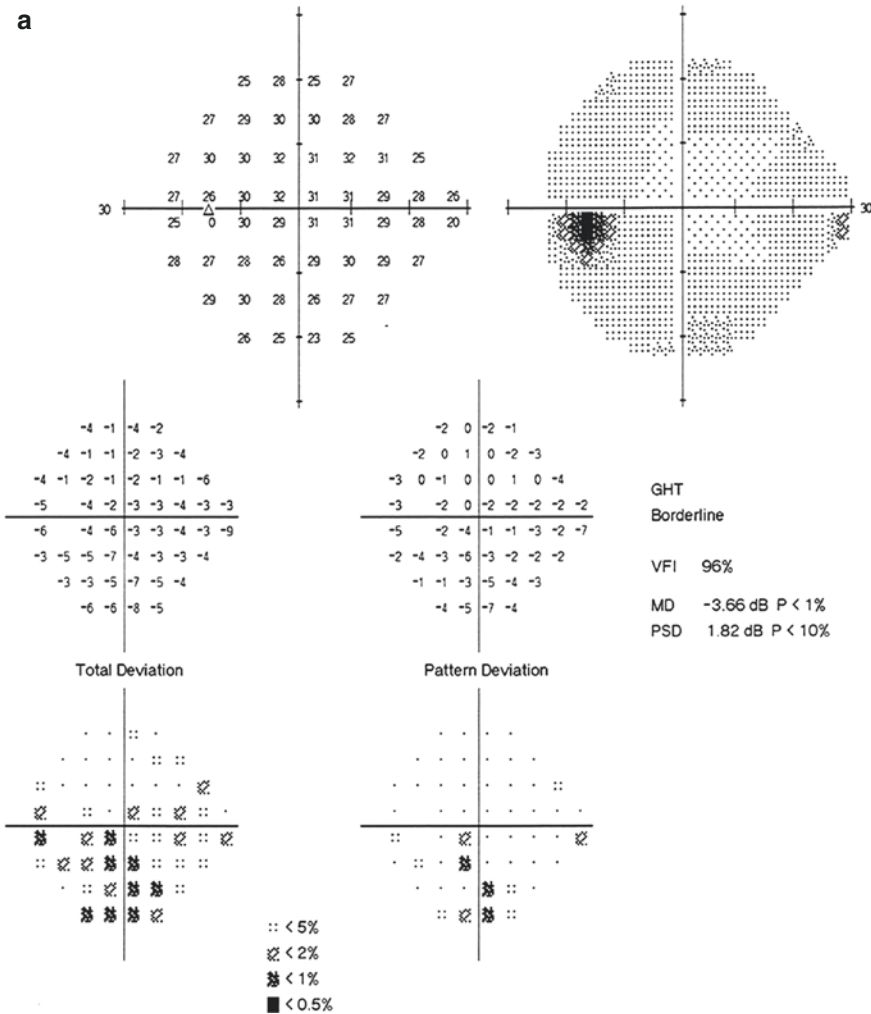 a
25 28 25 27
27 29 30 30 28 27
27 30 30 32 31 32 31 25
27 26 30 32 31 31 29 28 26
30 30
25 0 30 29 31 31 29 28 20
28 27 28 26 29 30 29 27
29 30 28 26 27 27
26 25 23 25
-4 -1 -4 -2
-4 -1 -1 -2 -3 -4
-4 -1 -2 -1 -2 -1 -1 -6
-5 -4 -2 -3 -3 -4 -3 -3
-6 -4 -6 -3 -3 -4 -3 -9
-3 -5 -5 -7 -4 -3 -3 -4
-3 -3 -5 -7 -5 -4
-6 -6 -8 -5
Total Deviation
-2 0 -2 -1
-2 0 1 0 -2 -3
-3 0 -1 0 0 1 0 -4
-3 -2 0 -2 -2 -2 -2 -2
-5 -2 -4 -1 -1 -3 -2 -7
-2 -4 -3 -6 -3 -2 -2 -2
-1 -1 -3 -5 -4 -3
-4 -5 -7 -4
Pattern Deviation
GHT
Borderline
VFI 96%
MD -3.66 dB P < 1%
PSD 1.82 dB P < 10%
< 5%
< 2%
< 1%
< 0.5%